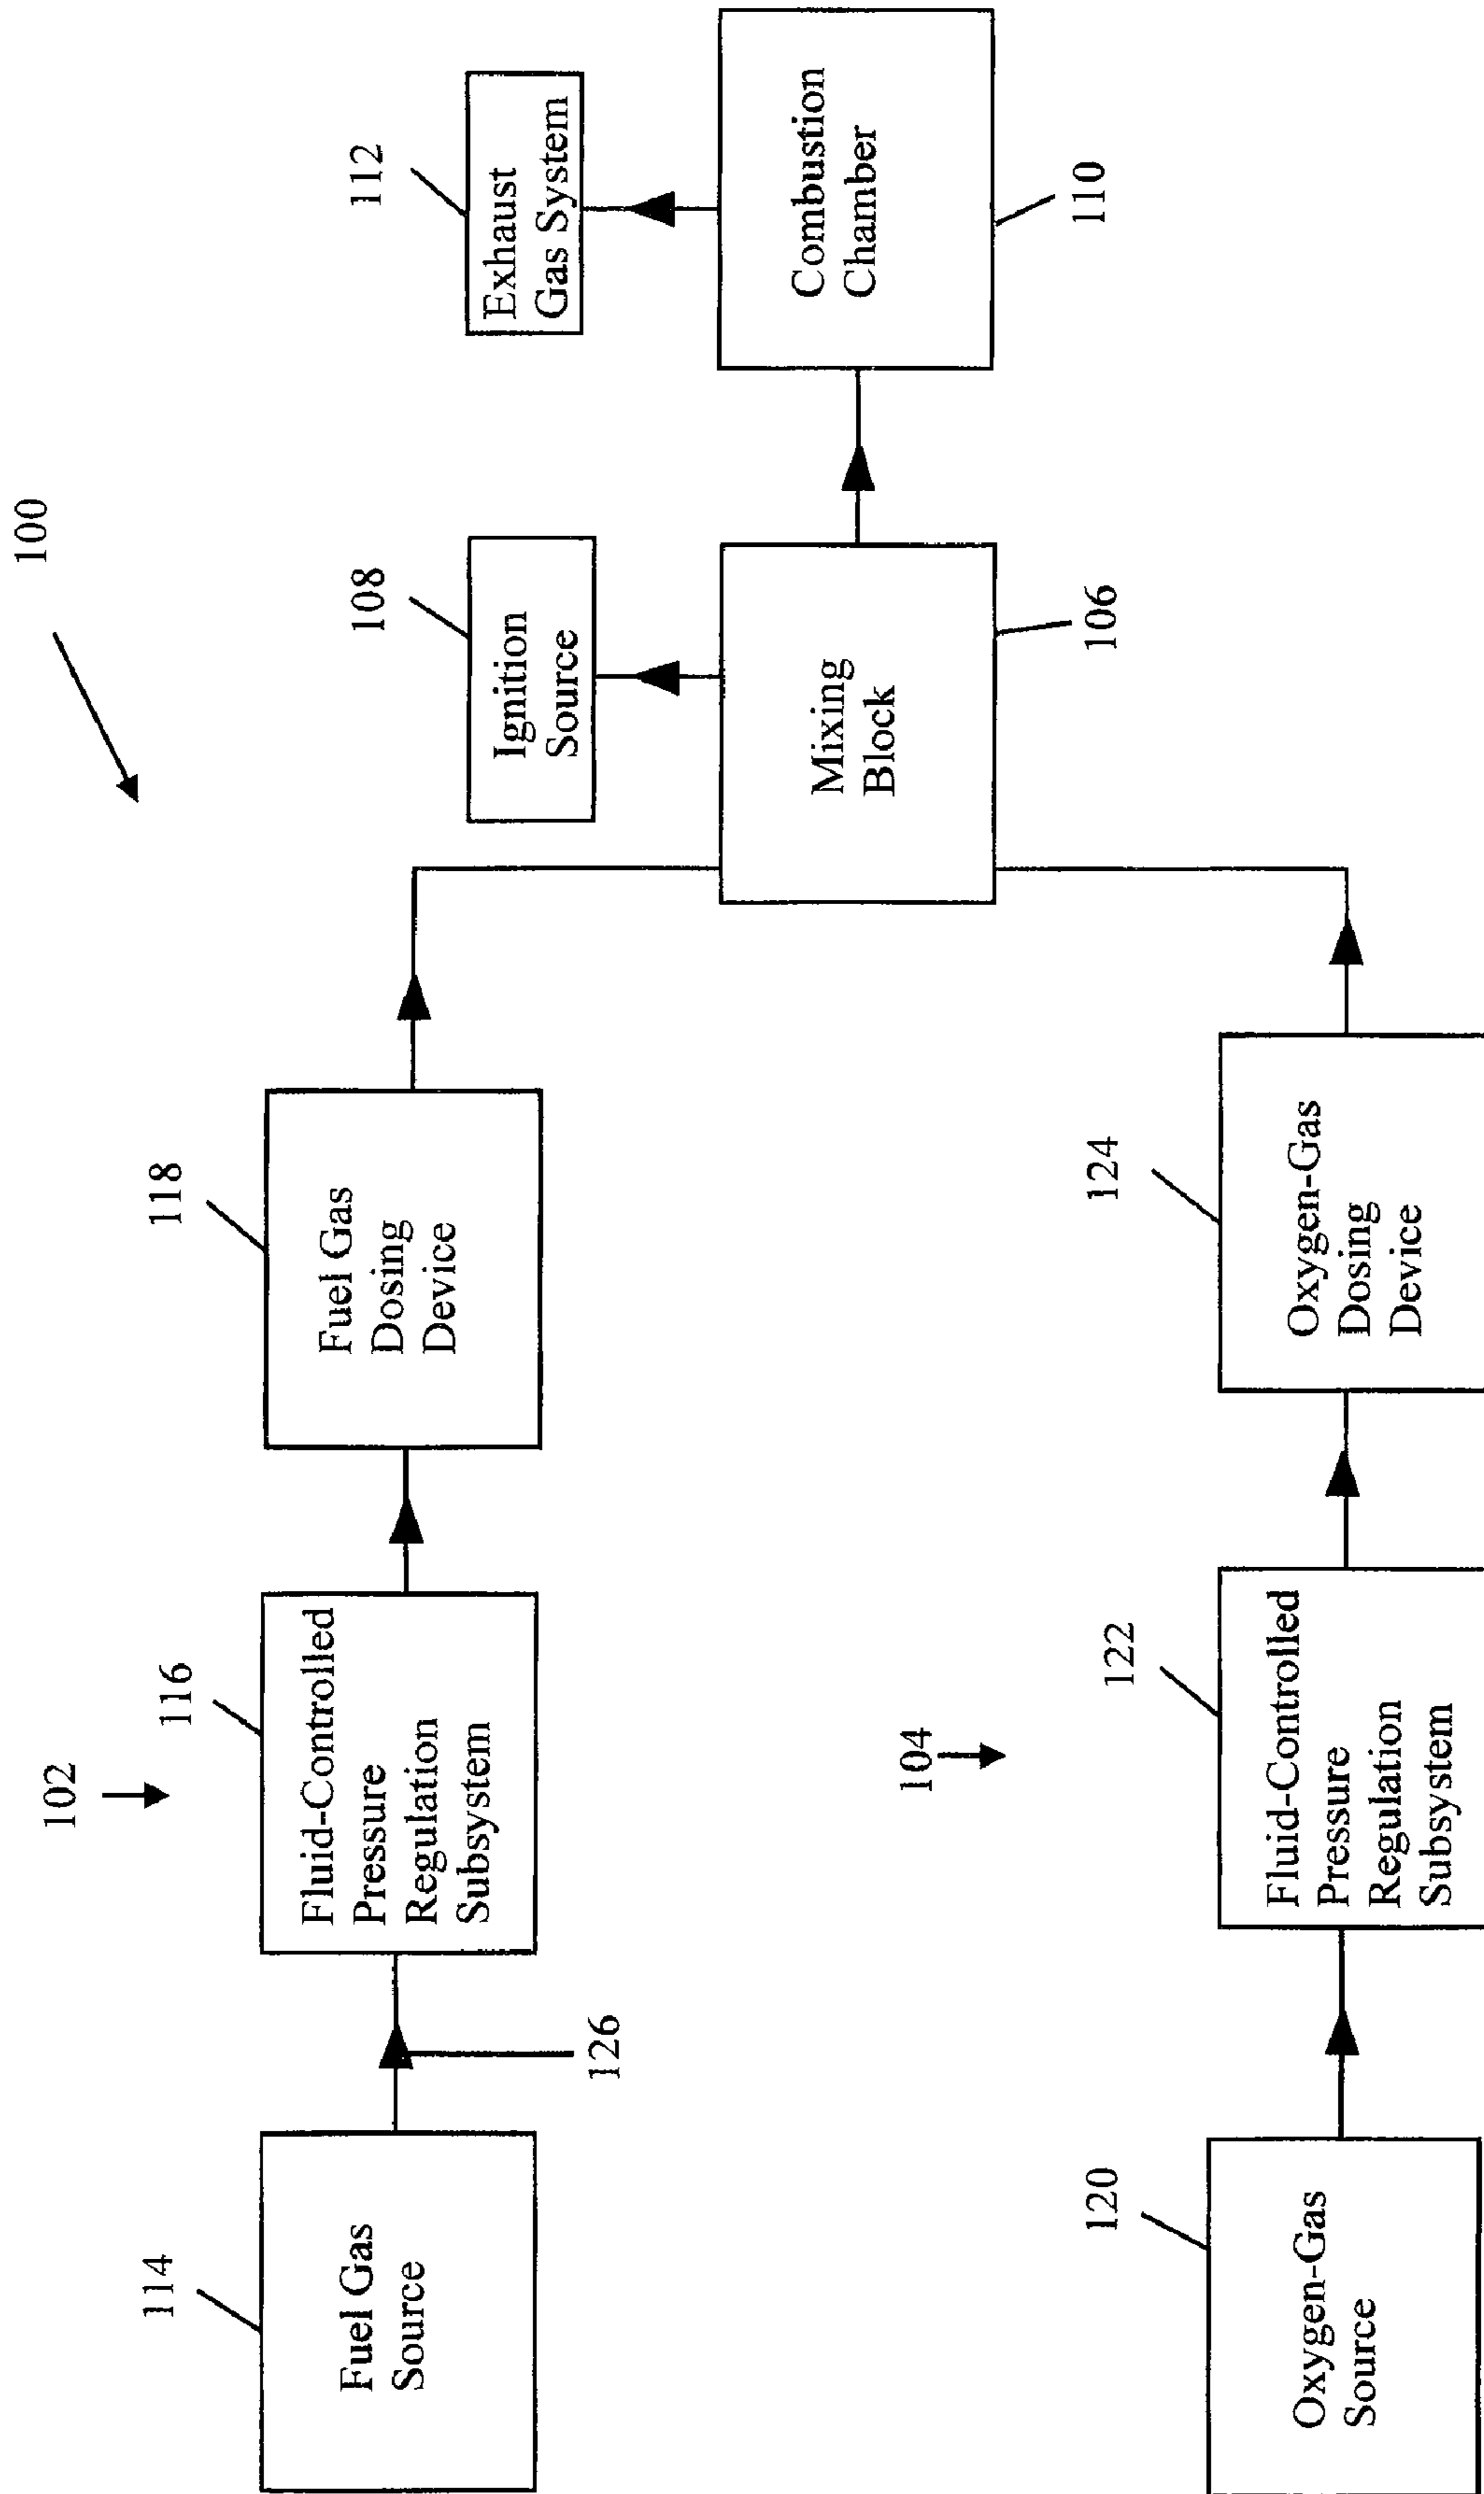 100
102
114
Fuel Gas
Source
126
116
Fluid-Controlled
Pressure
Regulation
Subsystem
118
Fuel Gas
Dosing
Device
108
Ignition
Source
112
Exhaust
Gas System
Mixing
Block
106
Combustion
Chamber
110
104
120
Oxygen-Gas
Source
122
Fluid-Controlled
Pressure
Regulation
Subsystem
124
Oxygen-Gas
Dosing
Device